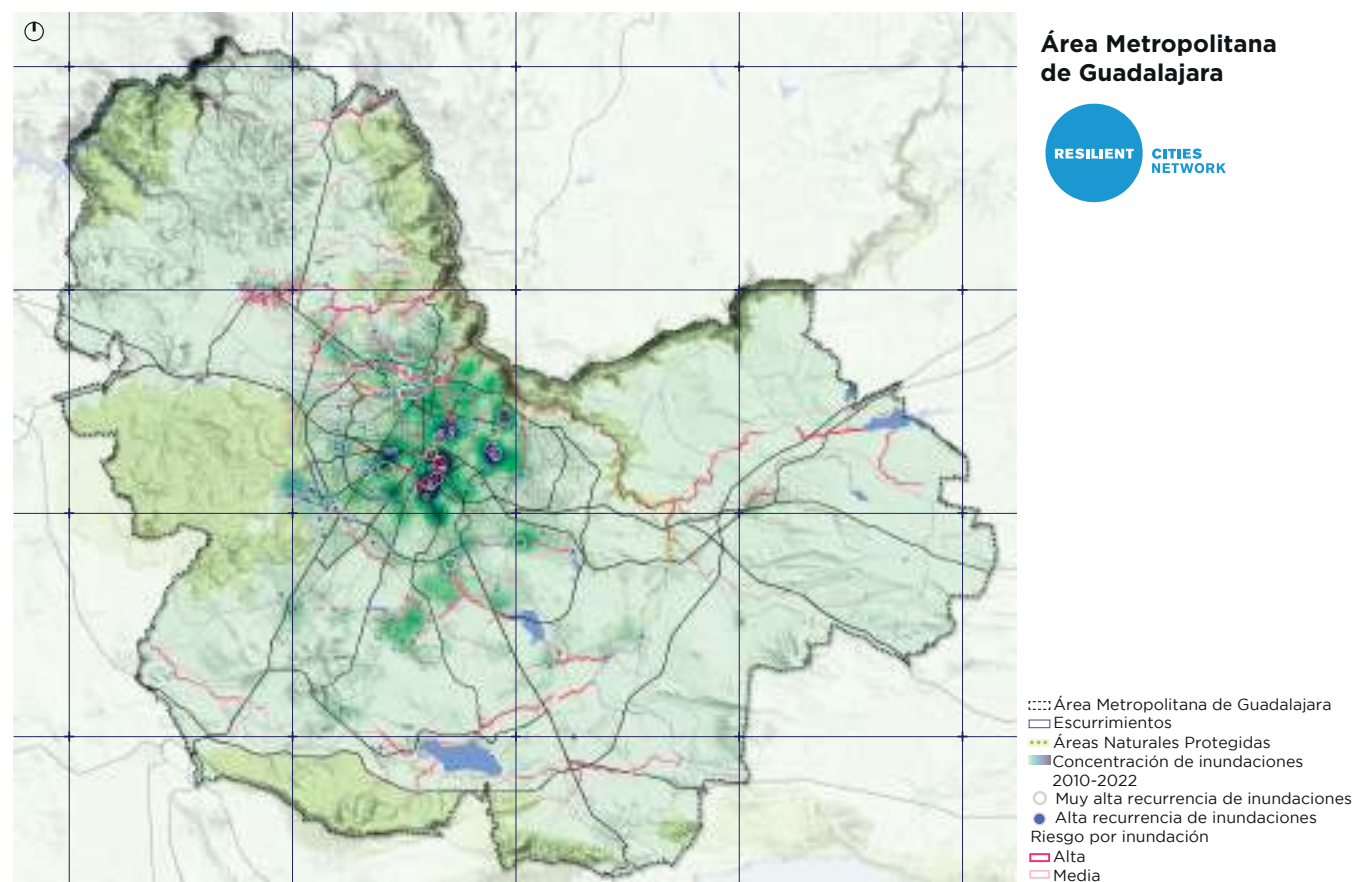 Área Metropolitana
de Guadalajara
RESILIENT
CITIES
NETWORK
Área Metropolitana de Guadalajara
Escurrimientos
Áreas Naturales Protegidas
Concentración de inundaciones
2010-2022
Muy alta recurrencia de inundaciones
Alta recurrencia de inundaciones
Riesgo por inundación
Alta
Media